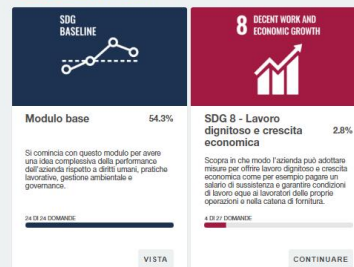 SDG
BASELINE
Modulo base 54.3%
Si comincia con questo modulo per avere
una idea complessiva della performance
dell'azienda rispetto a diritti umani, pratiche
lavorative, gestione ambientale e
governance.
24 DI 24 DOMANDE
VISTA
8 DECENT WORK AND
ECONOMIC GROWTH
SDG 8 - Lavoro
dignitoso e crescita 2.8%
economica
Scopra in che modo l'azienda può adottare
misure per offrire lavoro dignitoso e crescita
economica come per esempio pagare un
salario di sussistenza e garantire condizioni
di lavoro eque ai lavoratori delle proprie
operazioni e nella catena di fornitura.
4 DI 27 DOMANDE
CONTINUARE